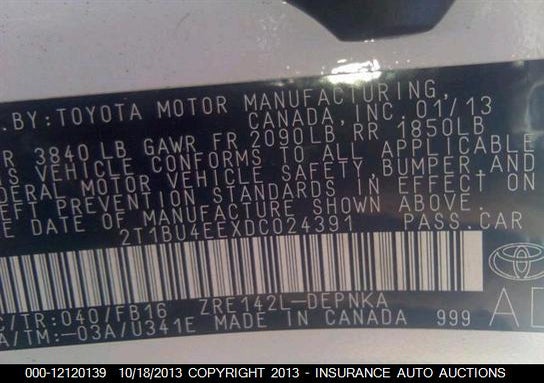 .BY: TOYOTA MOTOR MANUFACTURING,
CANADA, INC. 01/13
R 3840 LB GAWR FR 2090LB RR 1850LB
S VEHICLE CONFORMS TO ALL APPLICABLE
DERAL MOTOR VEHICLE SAFETY, BUMPER, AND
EFT PREVENTION STANDARDS IN EFFECT ON
E DATE OF MANUFACTURE SHOWN ABOVE.
2T1BU4EEXDC024391 PASS. CAR
C/TR: 040/FB16 ZRE142L-DEPNKA
A/TM: -03A/U341E MADE IN CANADA 999
000-12120139 10/18/2013 COPYRIGHT 2013 - INSURANCE AUTO AUCTIONS